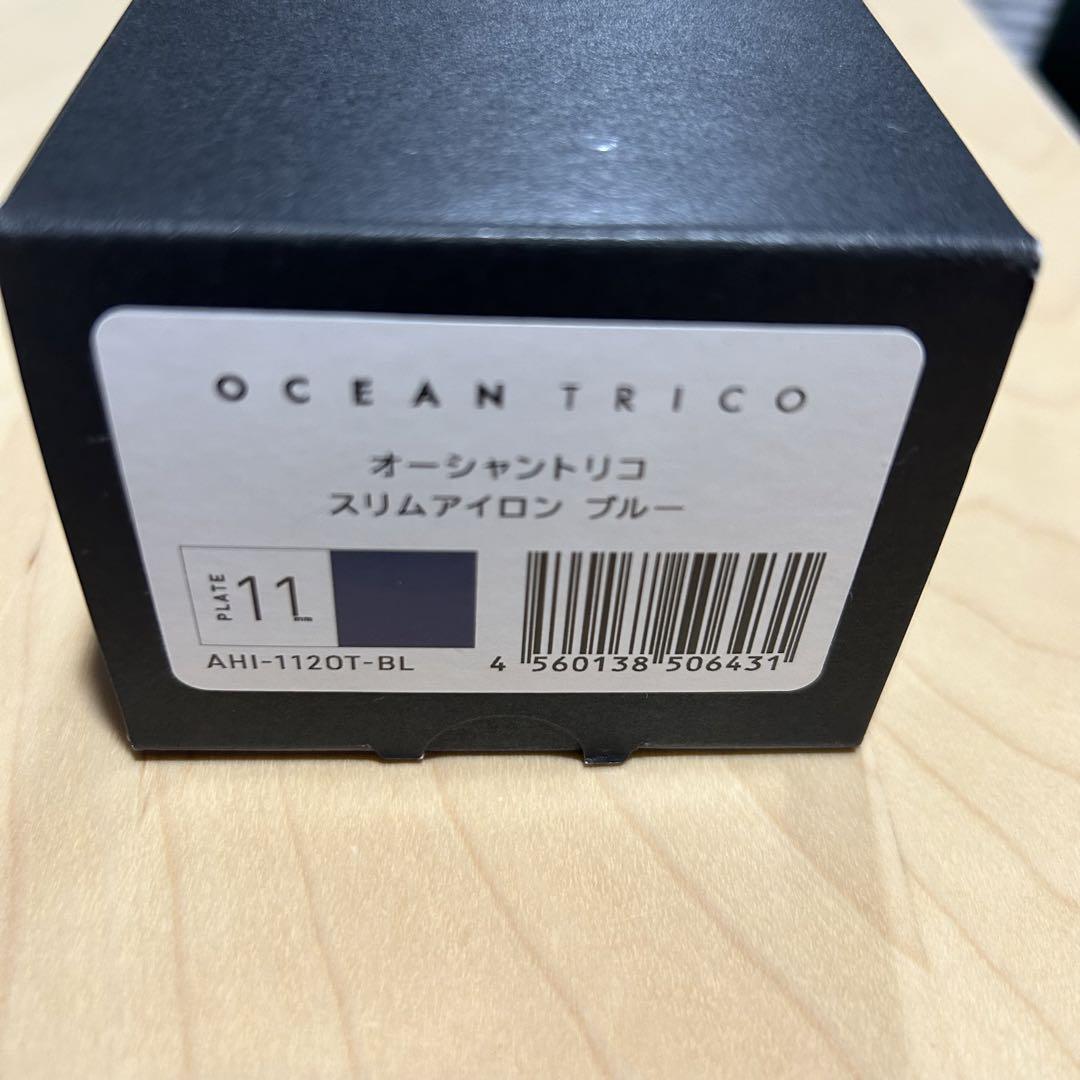 OCEAN TRICO
オーシャントリコ
スリムアイロン ブルー
PLATE 11mm
AHI-1120T-BL
4 560138 506431